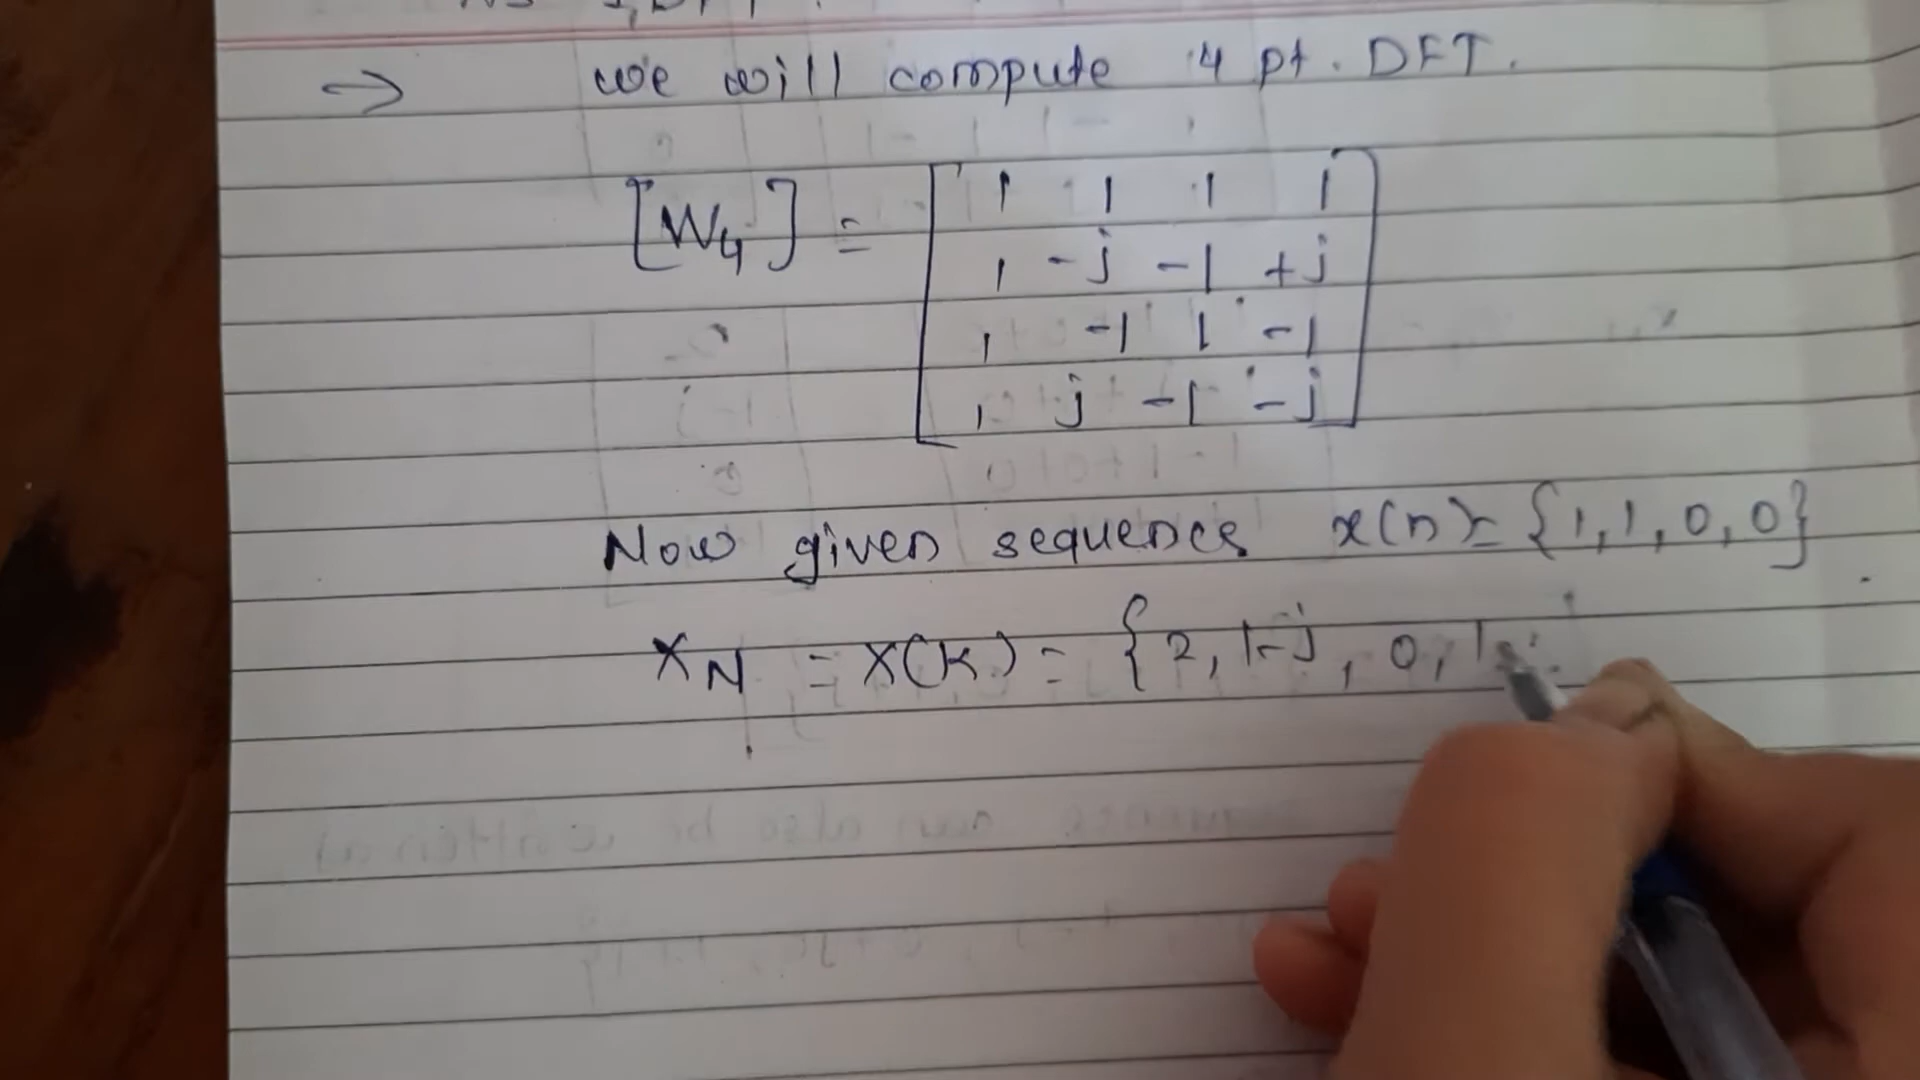 → we will compute 4 pt. DFT.
[W4] = [ 1 1 1 1
1 -j -1 +j
1 -1 1 -1
1 j -1 -j ]
Now given sequence x(n) = {1,1,0,0}
XN = X(K) = {2, 1-j, 0, 1